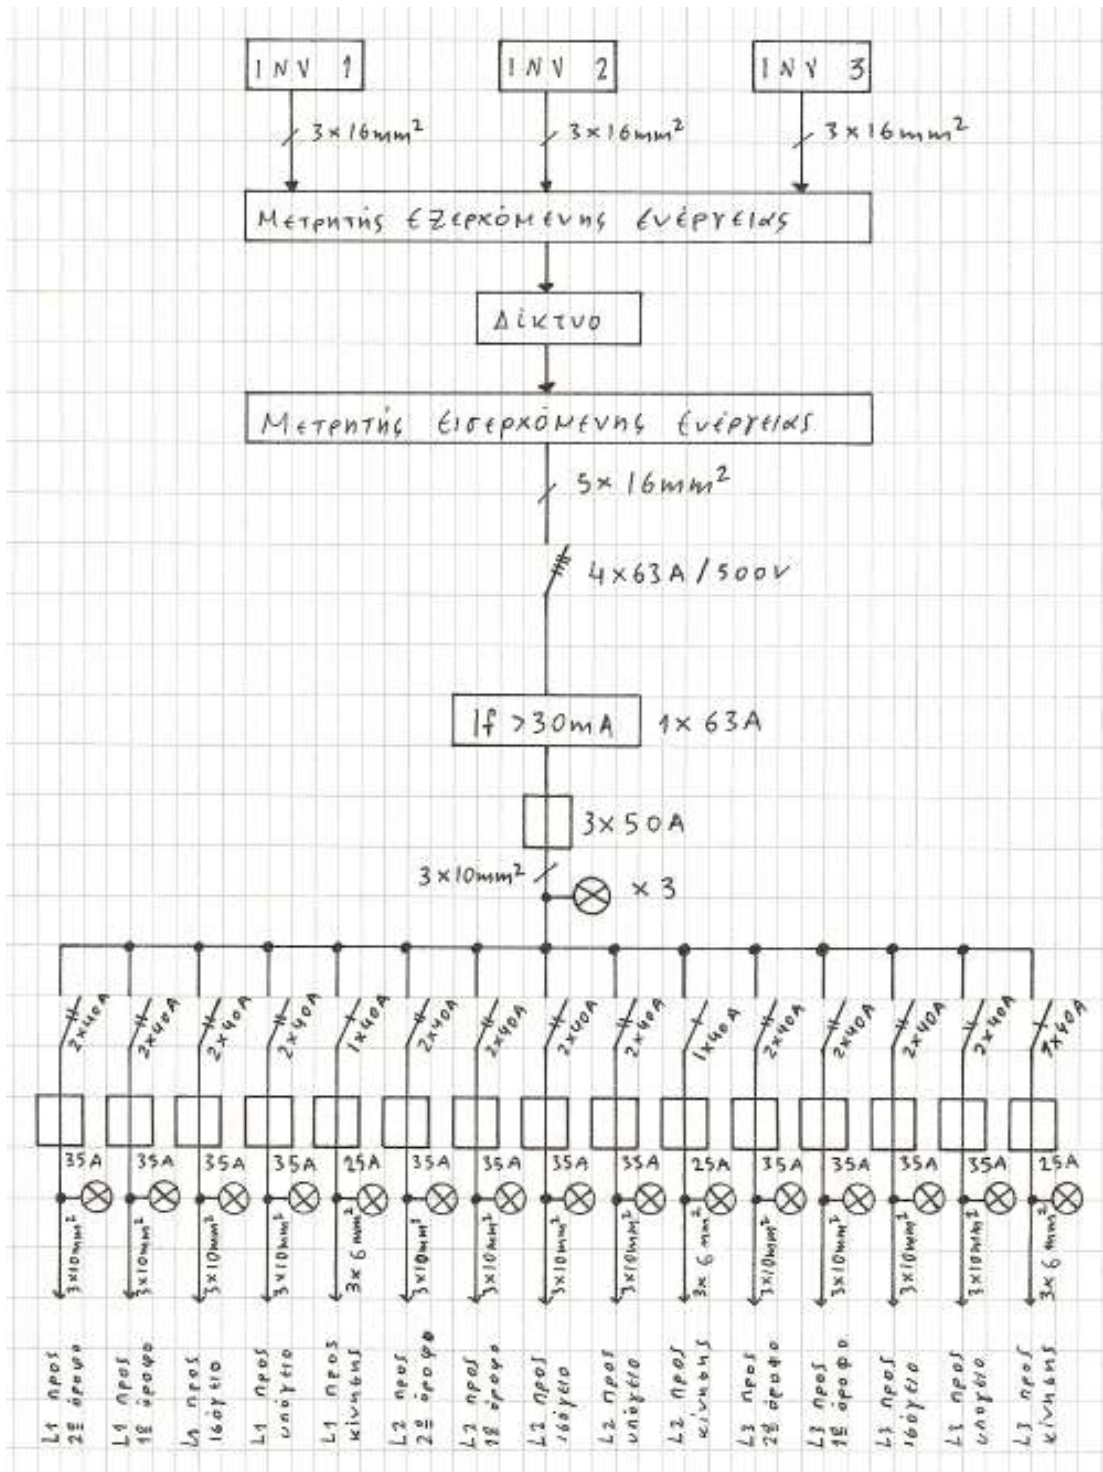 INV 1
INV 2
INV 3
3×16mm²
3×16mm²
3×16mm²
Μετρητής εξερχόμενης ενέργειας
Δίκτυο
Μετρητής εισερχόμενης ενέργειας
5×16mm²
4×63A/500V
If >30mA
1×63A
3×50A
3×10mm²
×3
2×40A
2×40A
2×40A
2×40A
1×40A
2×40A
2×40A
2×40A
2×40A
1×40A
2×40A
2×40A
2×40A
2×40A
1×40A
35A
35A
35A
35A
25A
35A
35A
35A
35A
25A
35A
35A
35A
35A
25A
3×10mm²
3×10mm²
3×10mm²
3×10mm²
3×6mm²
3×10mm²
3×10mm²
3×10mm²
3×10mm²
3×6mm²
3×10mm²
3×10mm²
3×10mm²
3×10mm²
3×6mm²
L1 προς
2º όροφο
L1 προς
1º όροφο
L1 προς
ισόγειο
L1 προς
υπόγειο
L1 προς
κίνησης
L2 προς
2º όροφο
L2 προς
1º όροφο
L2 προς
ισόγειο
L2 προς
υπόγειο
L2 προς
κίνησης
L3 προς
2º όροφο
L3 προς
1º όροφο
L3 προς
ισόγειο
L3 προς
υπόγειο
L3 προς
κίνησης